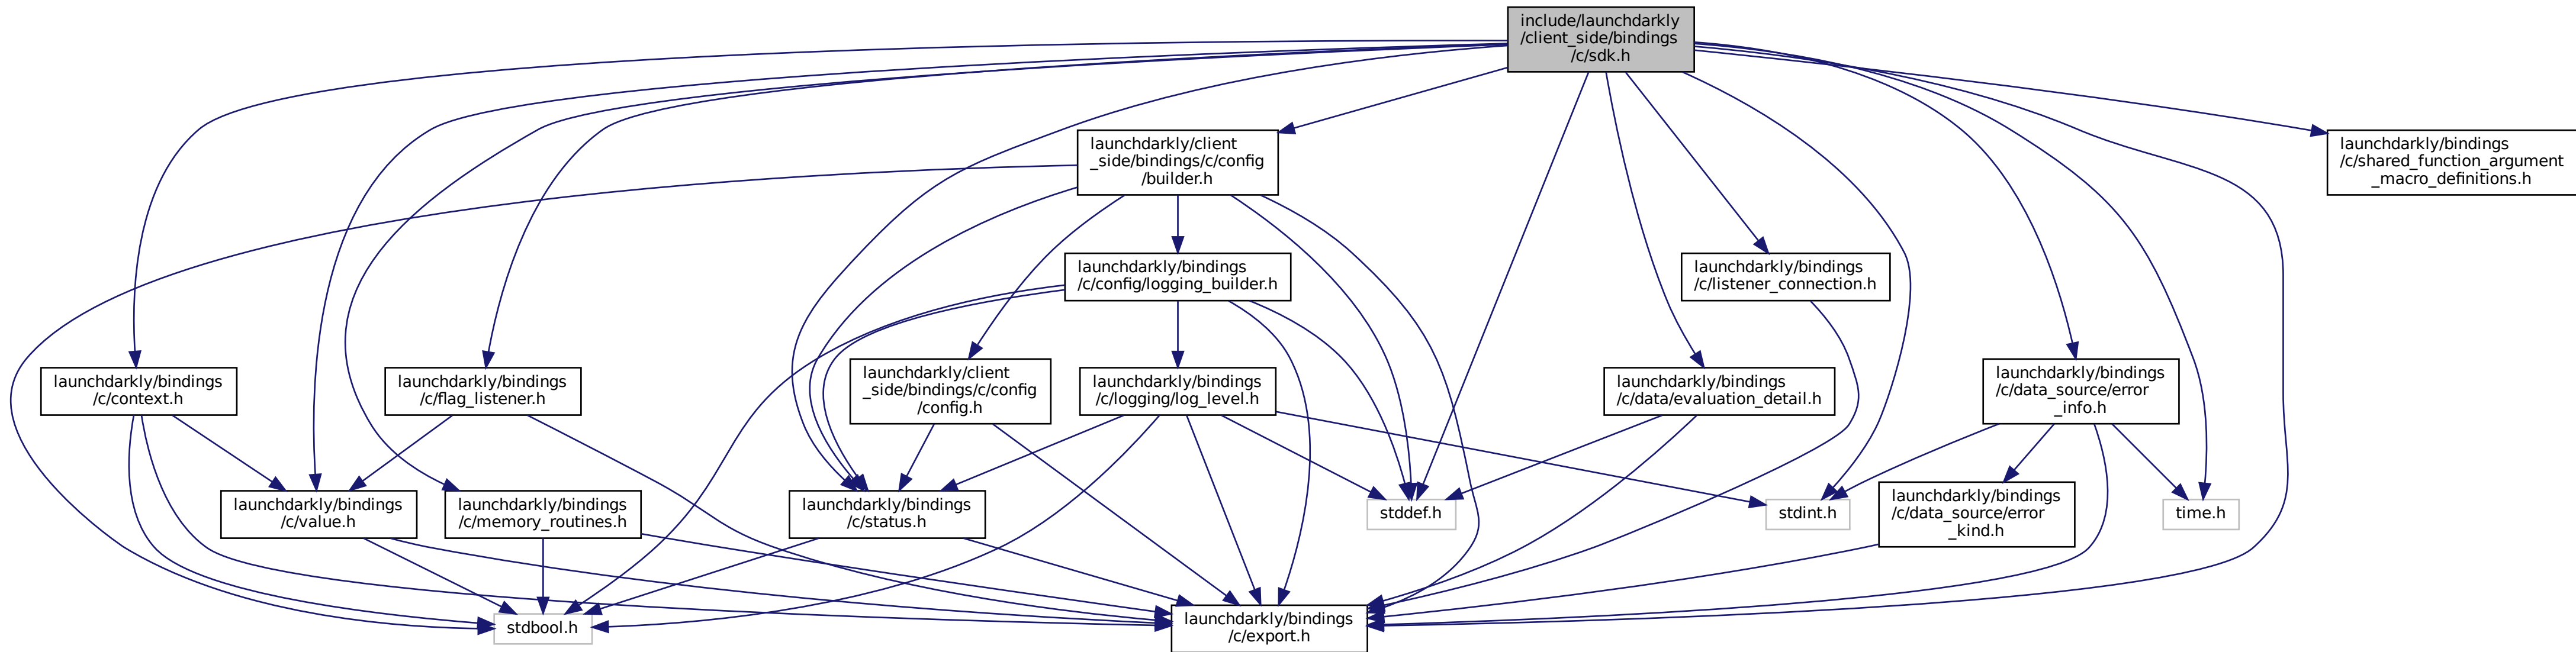 include/launchdarkly
/client_side/bindings
/c/sdk.h
launchdarkly/client
_side/bindings/c/config
/builder.h
launchdarkly/bindings
/c/shared_function_argument
_macro_definitions.h
launchdarkly/bindings
/c/config/logging_builder.h
launchdarkly/bindings
/c/listener_connection.h
launchdarkly/bindings
/c/context.h
launchdarkly/bindings
/c/flag_listener.h
launchdarkly/client
_side/bindings/c/config
/config.h
launchdarkly/bindings
/c/logging/log_level.h
launchdarkly/bindings
/c/data/evaluation_detail.h
launchdarkly/bindings
/c/data_source/error
_info.h
launchdarkly/bindings
/c/value.h
launchdarkly/bindings
/c/memory_routines.h
launchdarkly/bindings
/c/status.h
stddef.h
stdint.h
launchdarkly/bindings
/c/data_source/error
_kind.h
time.h
stdbool.h
launchdarkly/bindings
/c/export.h